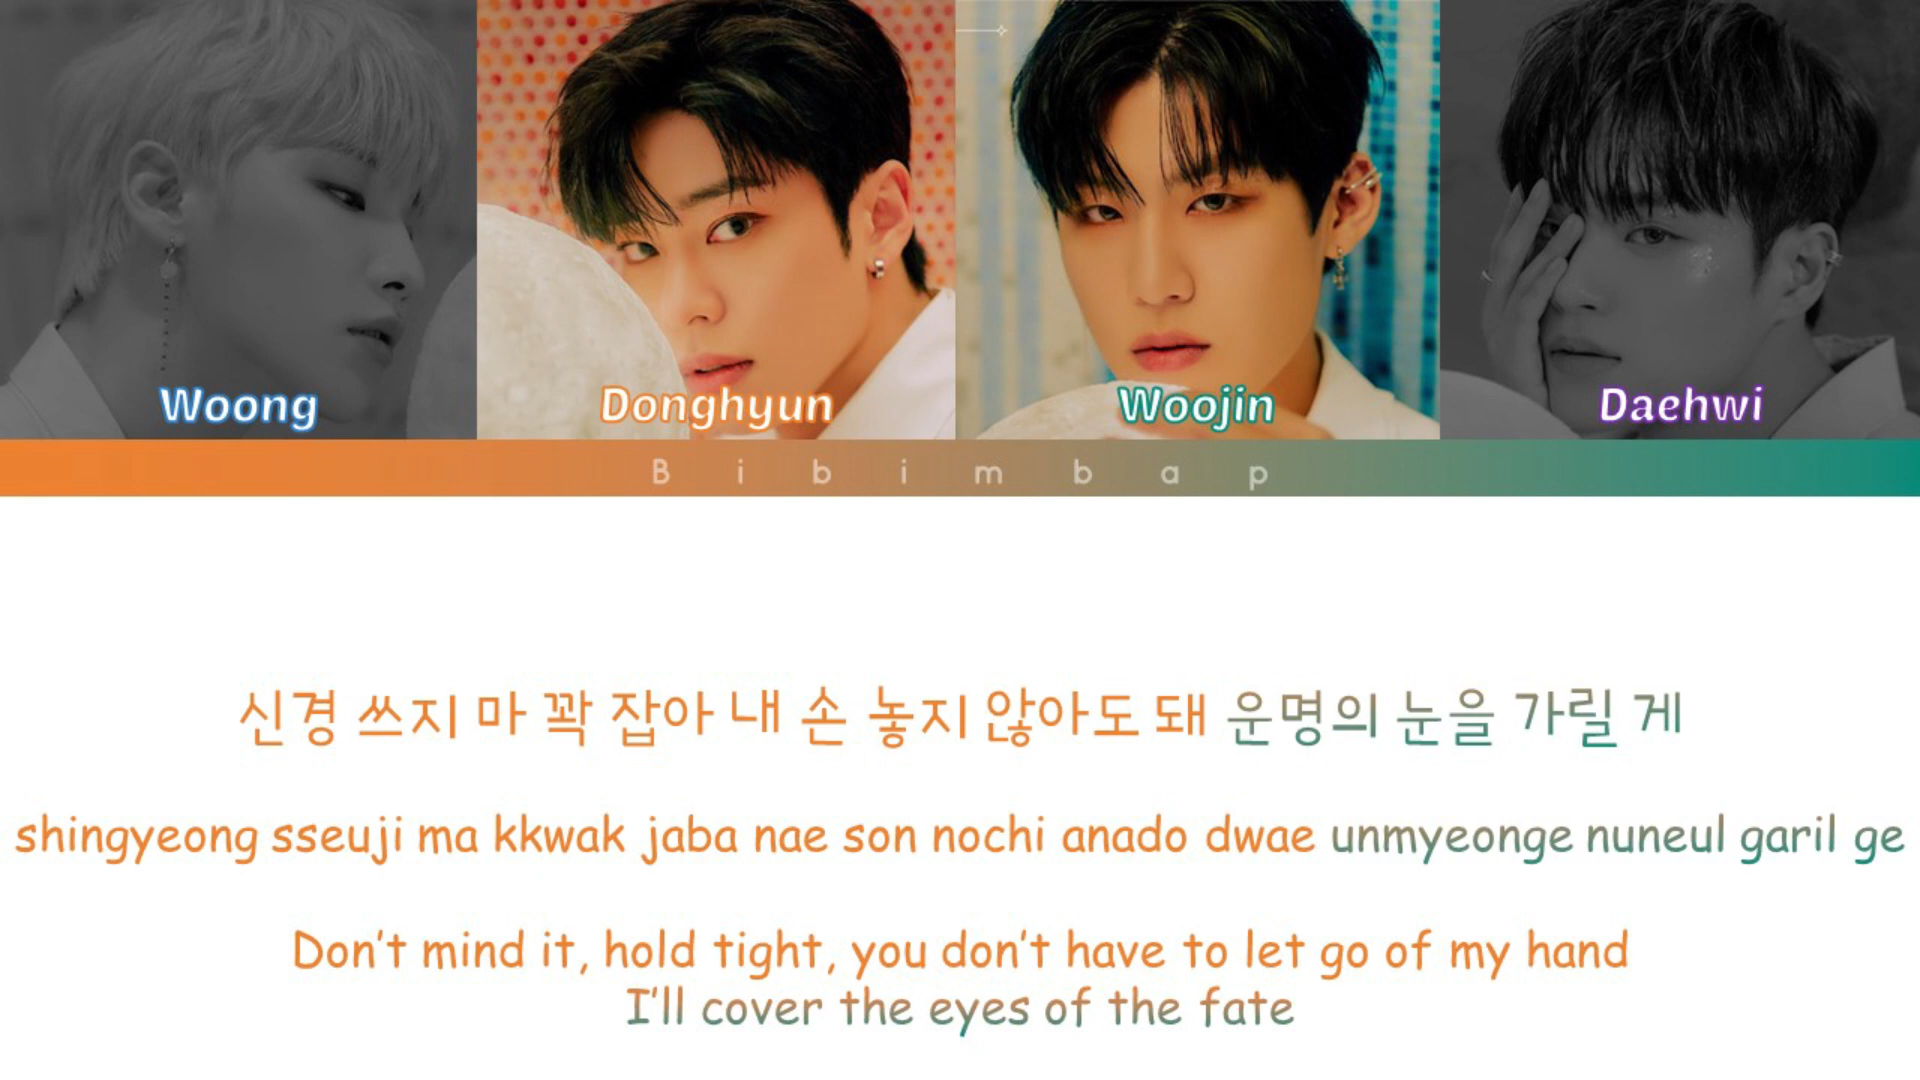 Woong
Donghyun
Woojin
Daehwi
Bibimbap
신경 쓰지 마 꽉 잡아 내 손 놓지 않아도 돼 운명의 눈을 가릴 게
shingyeong sseuji ma kkwak jaba nae son nochi anado dwae unmyeonge nuneul garil ge
Don't mind it, hold tight, you don't have to let go of my hand
I'll cover the eyes of the fate